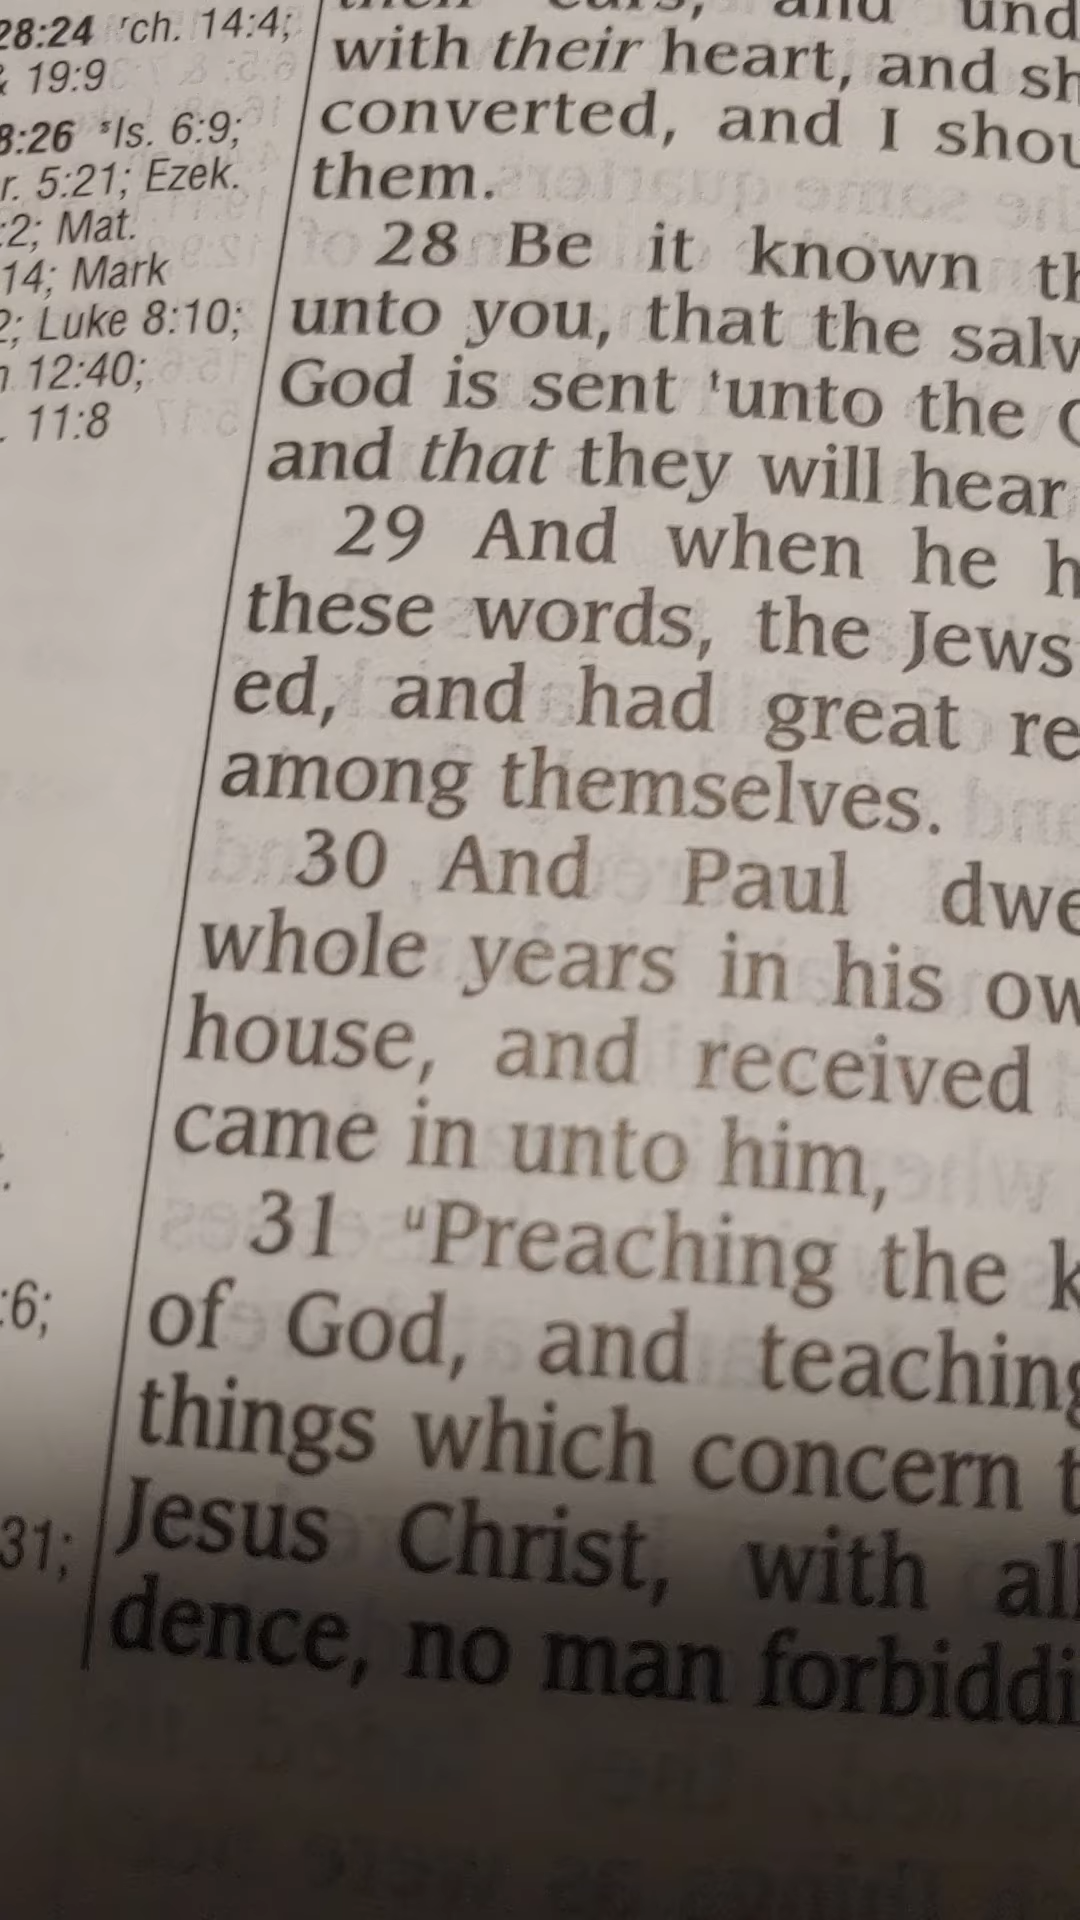 28:24 ʳch. 14:4;
19:9
8:26 ˢIs. 6:9;
r. 5:21; Ezek.
:2; Mat.
14; Mark
2; Luke 8:10;
12:40;
. 11:8
:6;
31;
with their heart, and sh
converted, and I shou
them.
28 Be it known th
unto you, that the salv
God is sent ᵗunto the
and that they will hear
29 And when he h
these words, the Jews
ed, and had great re
among themselves.
30 And Paul dwe
whole years in his ow
house, and received
came in unto him,
31 ᵘPreaching the k
of God, and teaching
things which concern t
Jesus Christ, with all
dence, no man forbiddi